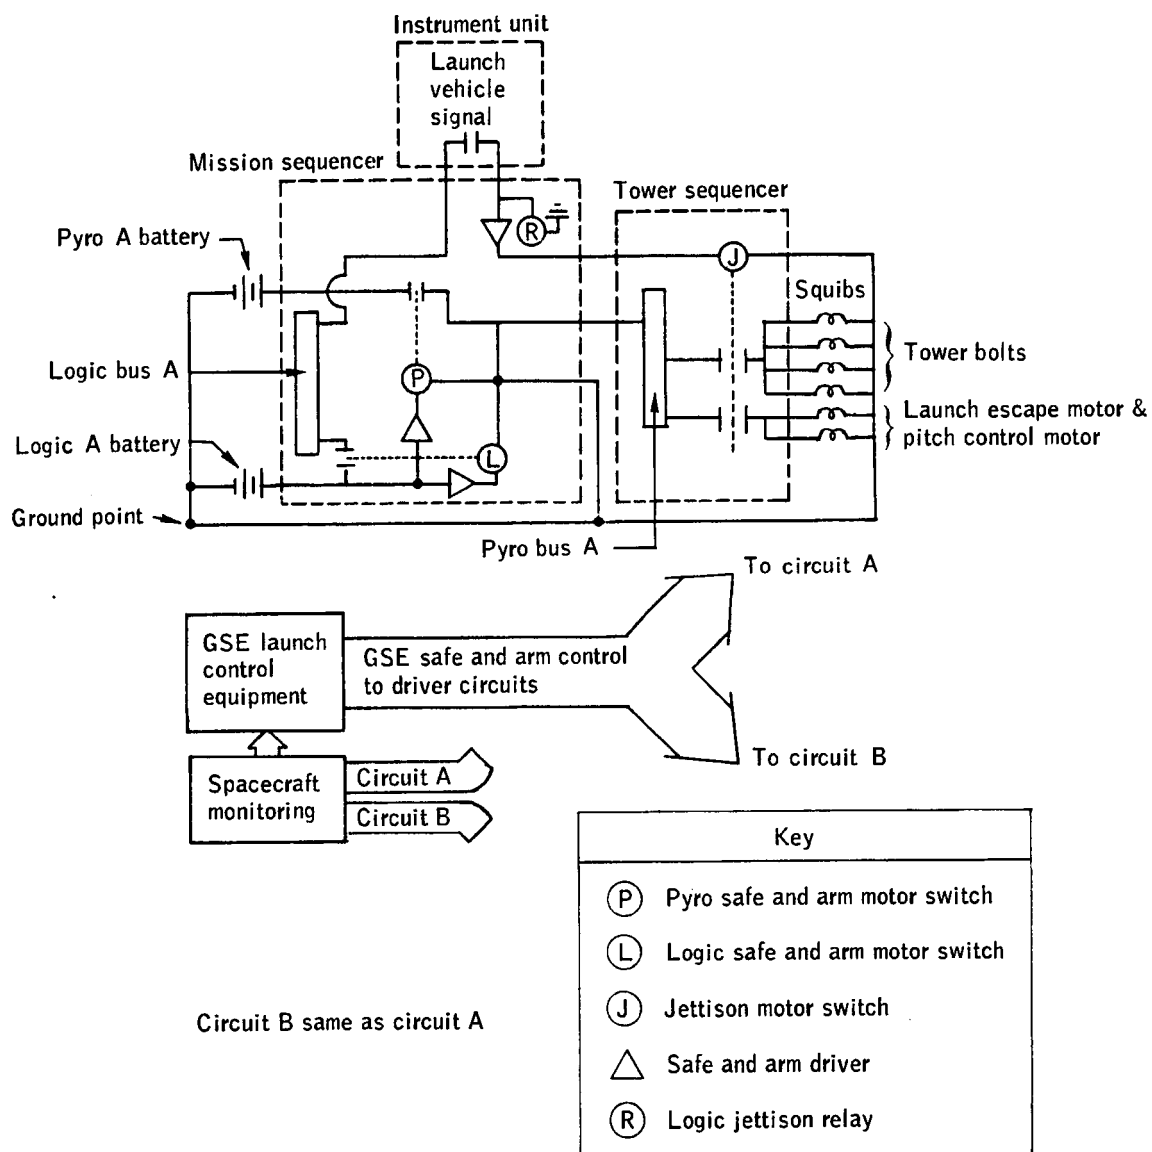 Instrument unit
Launch
vehicle
signal
Mission sequencer
Tower sequencer
Pyro A battery
R
J
Squibs
Logic bus A
P
Tower bolts
Launch escape motor &
pitch control motor
Logic A battery
L
Ground point
Pyro bus A
To circuit A
GSE launch
control
equipment
GSE safe and arm control
to driver circuits
To circuit B
Spacecraft
monitoring
Circuit A
Circuit B
Key
P Pyro safe and arm motor switch
L Logic safe and arm motor switch
J Jettison motor switch
Safe and arm driver
R Logic jettison relay
Circuit B same as circuit A